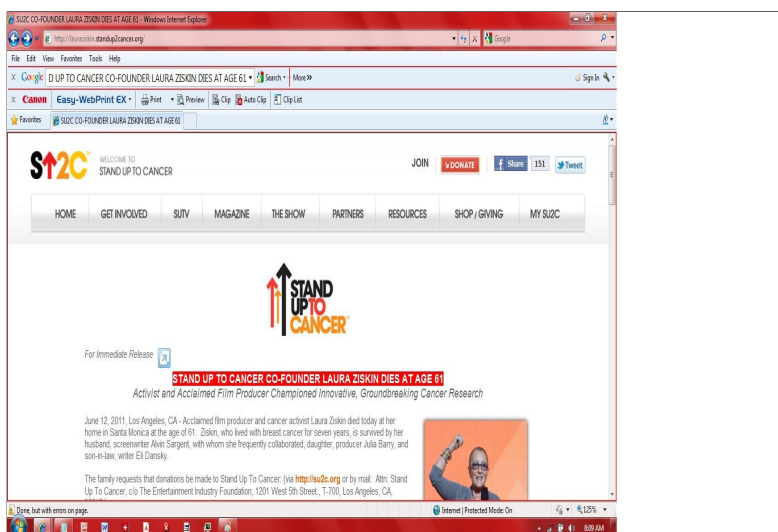 SU2C CO-FOUNDER LAURA ZISKIN DIES AT AGE 61 - Windows Internet Explorer
http://lauraziskin.standup2cancer.org/
Google
File Edit View Favorites Tools Help
x Google D UP TO CANCER CO-FOUNDER LAURA ZISKIN DIES AT AGE 61 Search More » Sign In
x Canon Easy-WebPrint EX Print Preview Clip Auto Clip Clip List
Favorites SU2C CO-FOUNDER LAURA ZISKIN DIES AT AGE 61
SU2C WELCOME TO
STAND UP TO CANCER
JOIN DONATE f Share 151 Tweet
HOME GET INVOLVED SUTV MAGAZINE THE SHOW PARTNERS RESOURCES SHOP / GIVING MY SU2C
STAND
UP TO
CANCER
For Immediate Release
STAND UP TO CANCER CO-FOUNDER LAURA ZISKIN DIES AT AGE 61
Activist and Acclaimed Film Producer Championed Innovative, Groundbreaking Cancer Research
June 12, 2011, Los Angeles, CA - Acclaimed film producer and cancer activist Laura Ziskin died today at her
home in Santa Monica at the age of 61. Ziskin, who lived with breast cancer for seven years, is survived by her
husband, screenwriter Alvin Sargent, with whom she frequently collaborated; daughter, producer Julia Barry, and
son-in-law, writer Eli Dansky.
The family requests that donations be made to Stand Up To Cancer: (via http://su2c.org or by mail: Attn: Stand
Up To Cancer, c/o The Entertainment Industry Foundation, 1201 West 5th Street., T-700, Los Angeles, CA,
Done, but with errors on page. Internet | Protected Mode: On 125%
8:09 AM